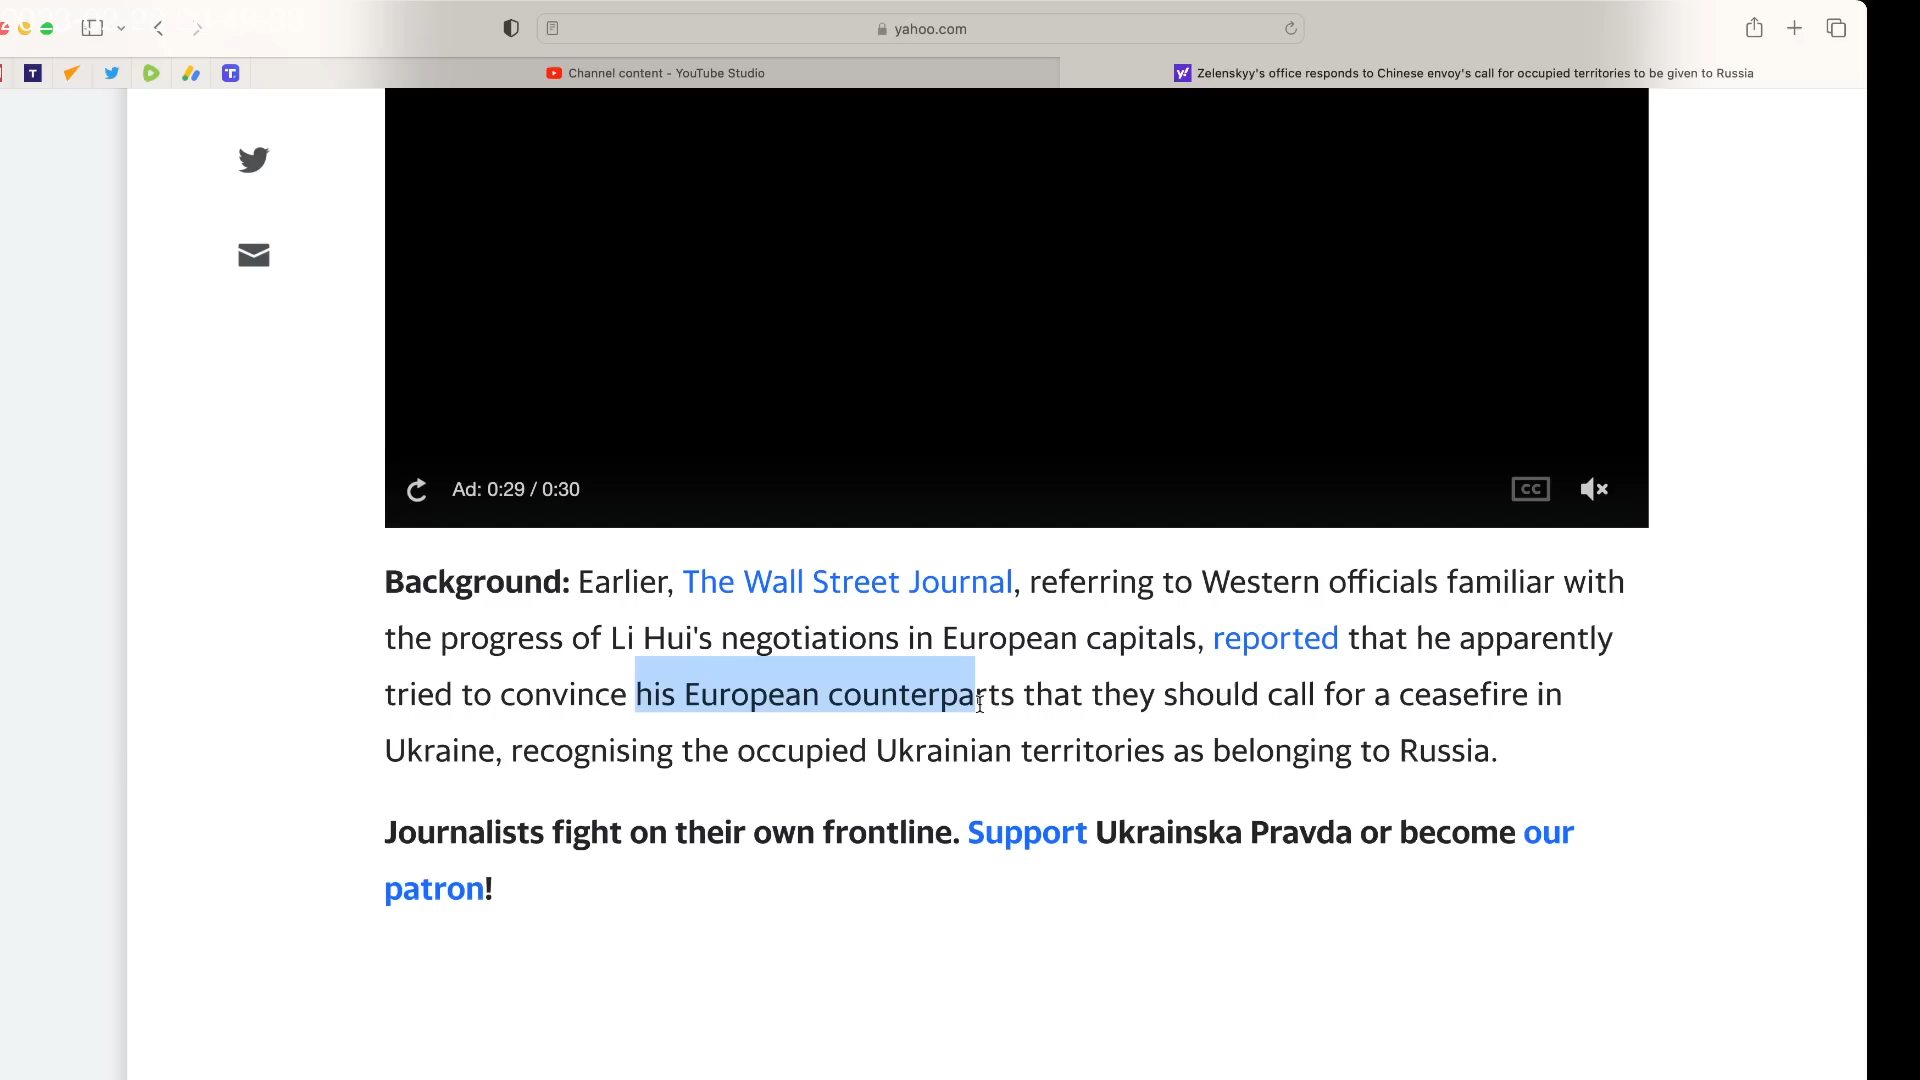 yahoo.com
T
T.
Channel content - YouTube Studio
y! Zelenskyy's office responds to Chinese envoy's call for occupied territories to be given to Russia
Ad: 0:29 / 0:30
CC
Background: Earlier, The Wall Street Journal, referring to Western officials familiar with
the progress of Li Hui's negotiations in European capitals, reported that he apparently
tried to convince his European counterparts that they should call for a ceasefire in
Ukraine, recognising the occupied Ukrainian territories as belonging to Russia.
Journalists fight on their own frontline. Support Ukrainska Pravda or become our
patron!